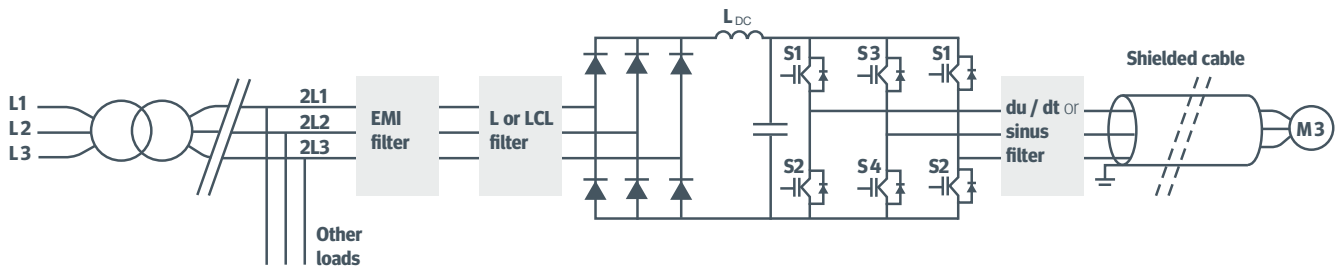 L1
L2
L3
2L1
2L2
2L3
Other
loads
EMI
filter
L or LCL
filter
L DC
S1
S3
S1
S2
S4
S2
du / dt or
sinus
filter
Shielded cable
M3